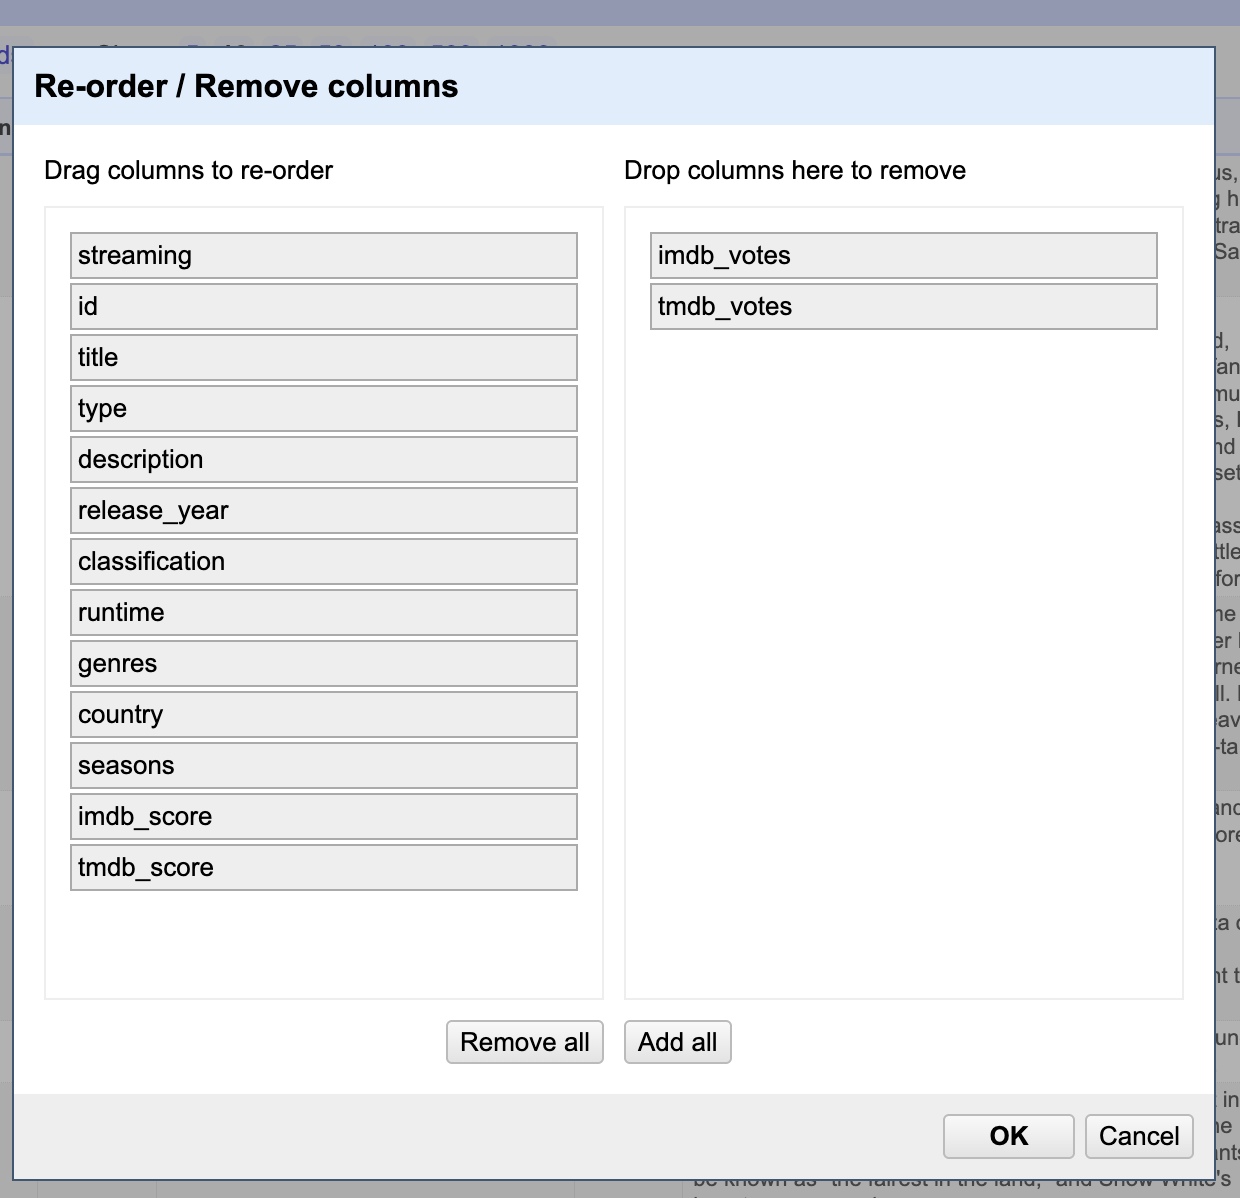 Re-order / Remove columns
Drag columns to re-order
Drop columns here to remove
streaming
id
title
type
description
release_year
classification
runtime
genres
country
seasons
imdb_score
tmdb_score
imdb_votes
tmdb_votes
Remove all
Add all
OK
Cancel